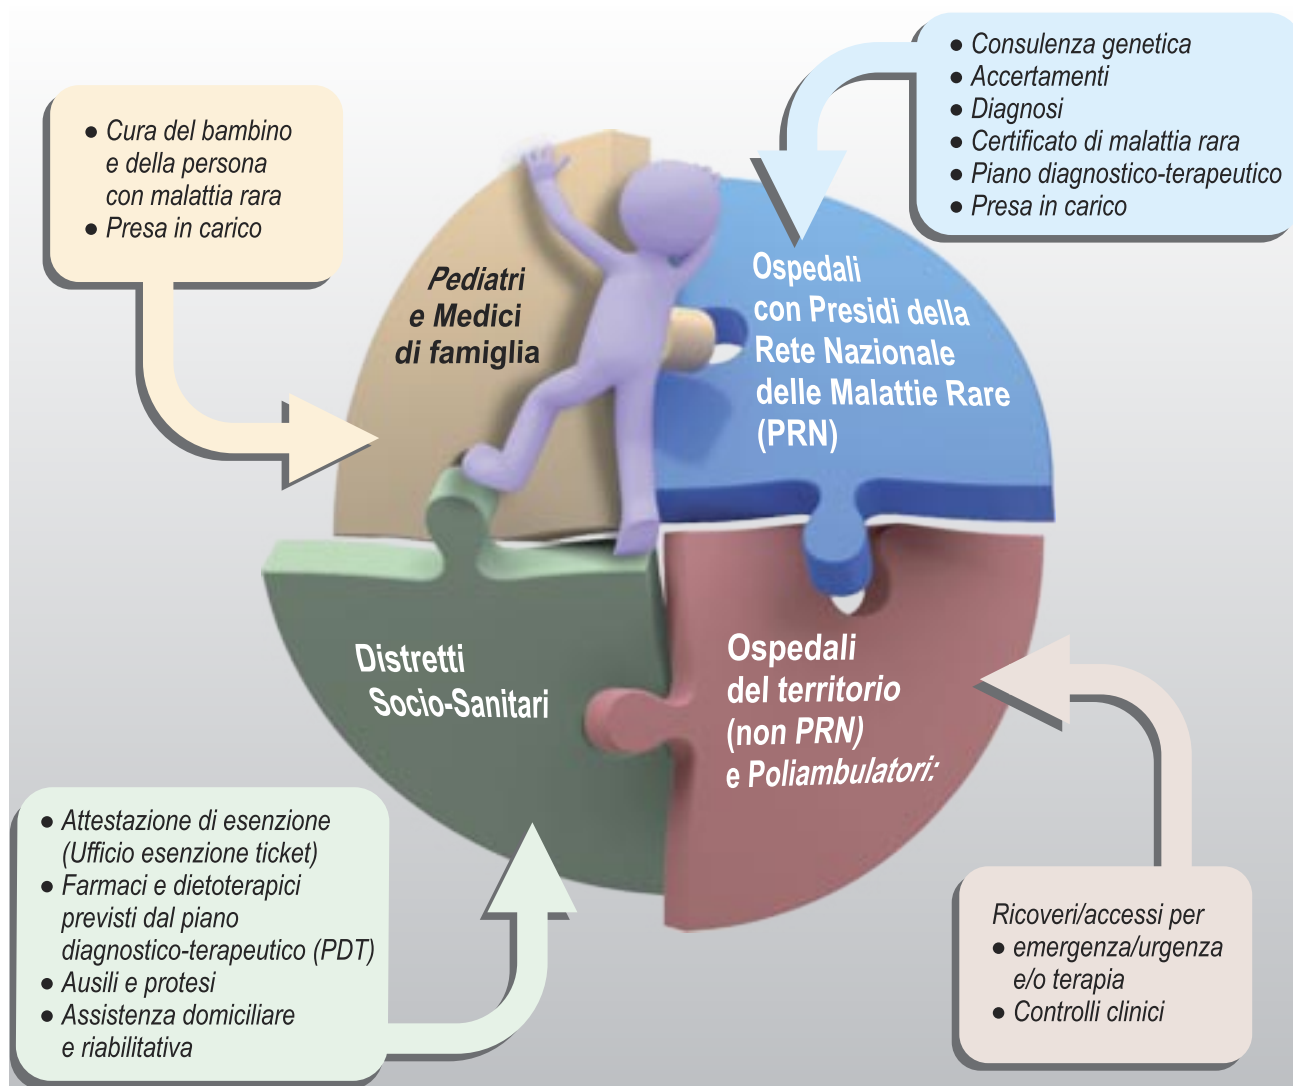 ● Cura del bambino
e della persona
con malattia rara
● Presa in carico
● Consulenza genetica
● Accertamenti
● Diagnosi
● Certificato di malattia rara
● Piano diagnostico-terapeutico
● Presa in carico
Pediatri
e Medici
di famiglia
Ospedali
con Presidi della
Rete Nazionale
delle Malattie Rare
(PRN)
Distretti
Socio-Sanitari
Ospedali
del territorio
(non PRN)
e Poliambulatori:
● Attestazione di esenzione
(Ufficio esenzione ticket)
● Farmaci e dietoterapici
previsti dal piano
diagnostico-terapeutico (PDT)
● Ausili e protesi
● Assistenza domiciliare
e riabilitativa
Ricoveri/accessi per
● emergenza/urgenza
e/o terapia
● Controlli clinici